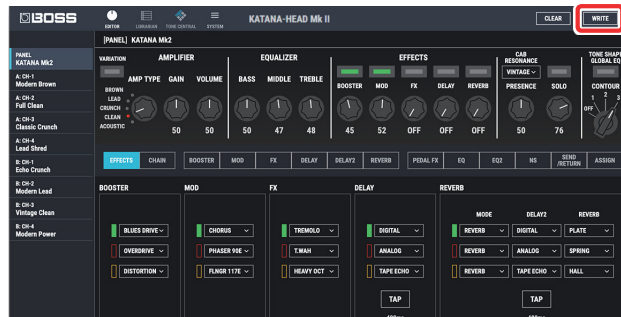 BOSS
EDITOR LIBRARIAN TONE CENTRAL SYSTEM
KATANA-HEAD Mk II
CLEAR WRITE
[PANEL] KATANA Mk2
PANEL
KATANA Mk2
A: CH-1
Modern Brown
A: CH-2
Full Clean
A: CH-3
Classic Crunch
A: CH-4
Lead Shred
B: CH-1
Echo Crunch
B: CH-2
Modern Lead
B: CH-3
Vintage Clean
B: CH-4
Modern Power
VARIATION AMPLIFIER EQUALIZER EFFECTS CAB RESONANCE TONE SHAPE GLOBAL EQ
VINTAGE
AMP TYPE GAIN VOLUME BASS MIDDLE TREBLE BOOSTER MOD FX DELAY REVERB PRESENCE SOLO CONTOUR
BROWN
LEAD
CRUNCH
CLEAN
ACOUSTIC
1 2 3
OFF
50 50 50 47 48 45 52 OFF OFF OFF 50 76
EFFECTS CHAIN BOOSTER MOD FX DELAY DELAY2 REVERB PEDAL FX EQ EQ2 NS SEND /RETURN ASSIGN
BOOSTER MOD FX DELAY REVERB
MODE DELAY2 REVERB
BLUES DRIVE CHORUS TREMOLO DIGITAL REVERB DIGITAL PLATE
OVERDRIVE PHASER 90E T.WAH ANALOG REVERB ANALOG SPRING
DISTORTION FLNGR 117E HEAVY OCT TAPE ECHO REVERB TAPE ECHO HALL
TAP TAP